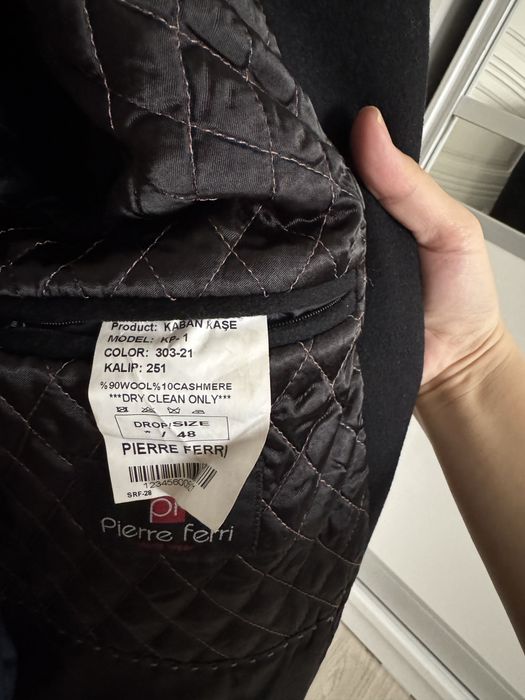 Product: KABAN KAŞE
MODEL: KP-1
COLOR: 303-21
KALIP: 251
%90WOOL%10CASHMERE
***DRY CLEAN ONLY***
DROP/SIZE
* / 48
PIERRE FERRI
SRF-28
Pierre ferri